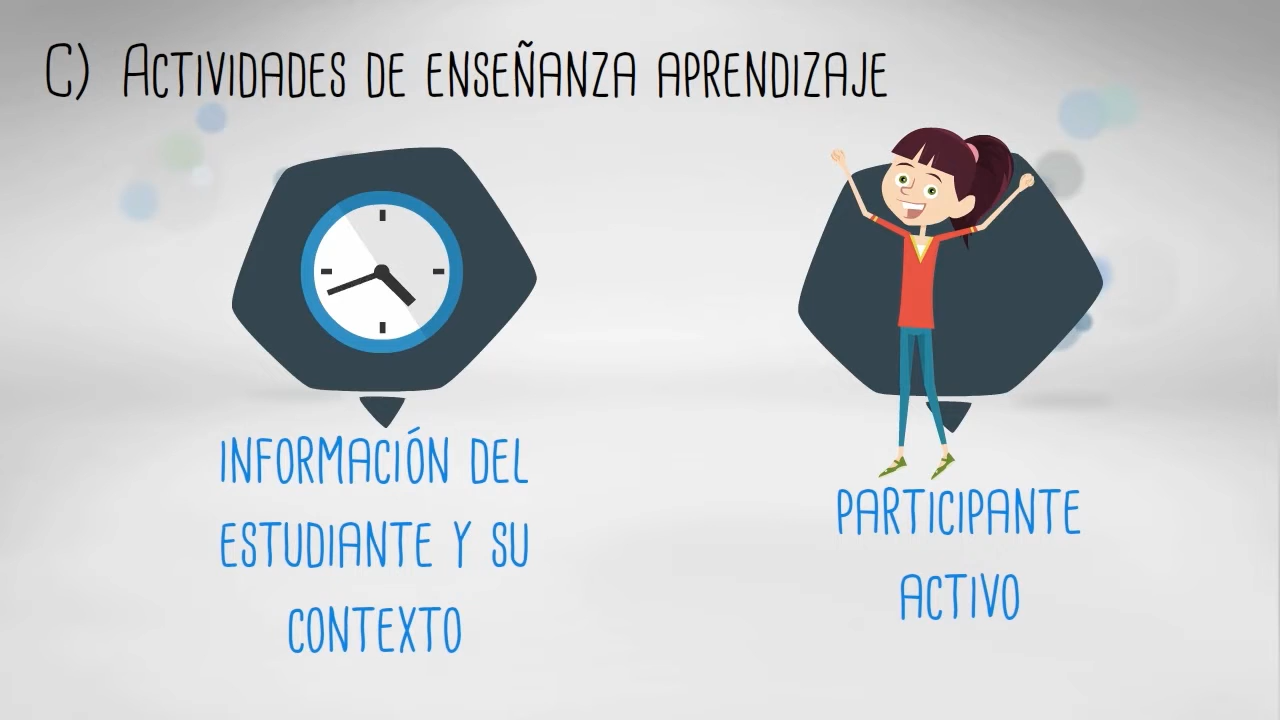 C) Actividades de enseñanza aprendizaje
INFORMACIÓN DEL
ESTUDIANTE Y SU
CONTEXTO
PARTICIPANTE
ACTIVO